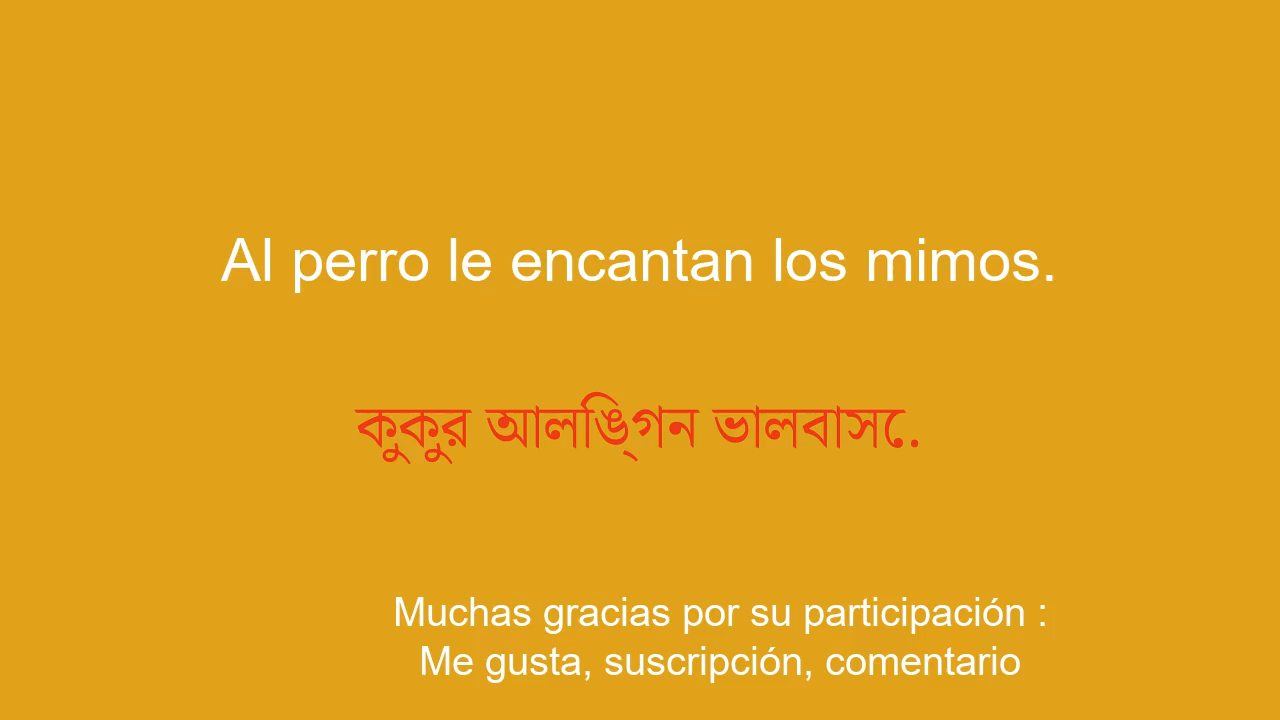 Al perro le encantan los mimos.
কুকুর আলিঙ্গন ভালবাসে.
Muchas gracias por su participación :
Me gusta, suscripción, comentario